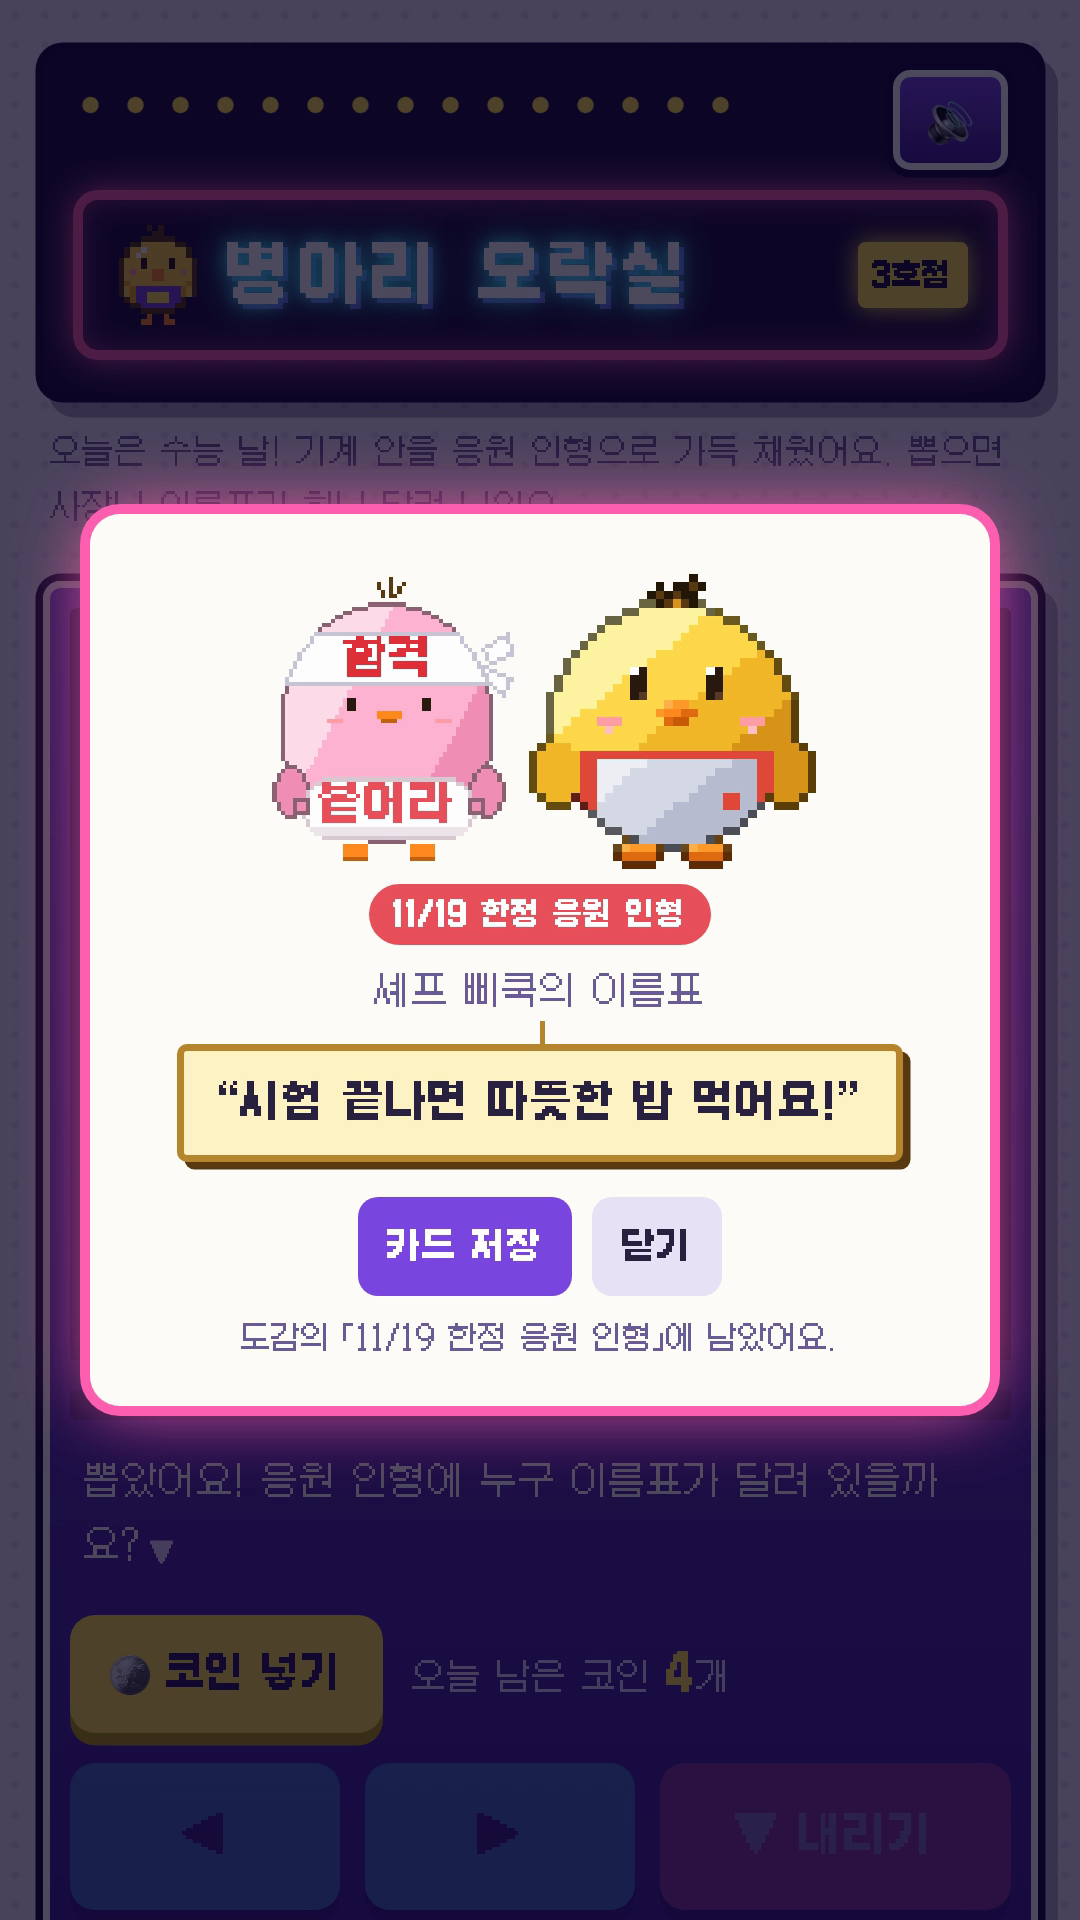 병아리 오락실
3호점
오늘은 수능 날! 기계 안을 응원 인형으로 가득 채웠어요. 뽑으면
합격
붙어라
11/19 한정 응원 인형
셰프 삐쿡의 이름표
“시험 끝나면 따뜻한 밥 먹어요!”
카드 저장
닫기
도감의 「11/19 한정 응원 인형」에 남았어요.
뽑았어요! 응원 인형에 누구 이름표가 달려 있을까
요? ▼
코인 넣기
오늘 남은 코인 4개
◀ ▶ ▼ 내리기